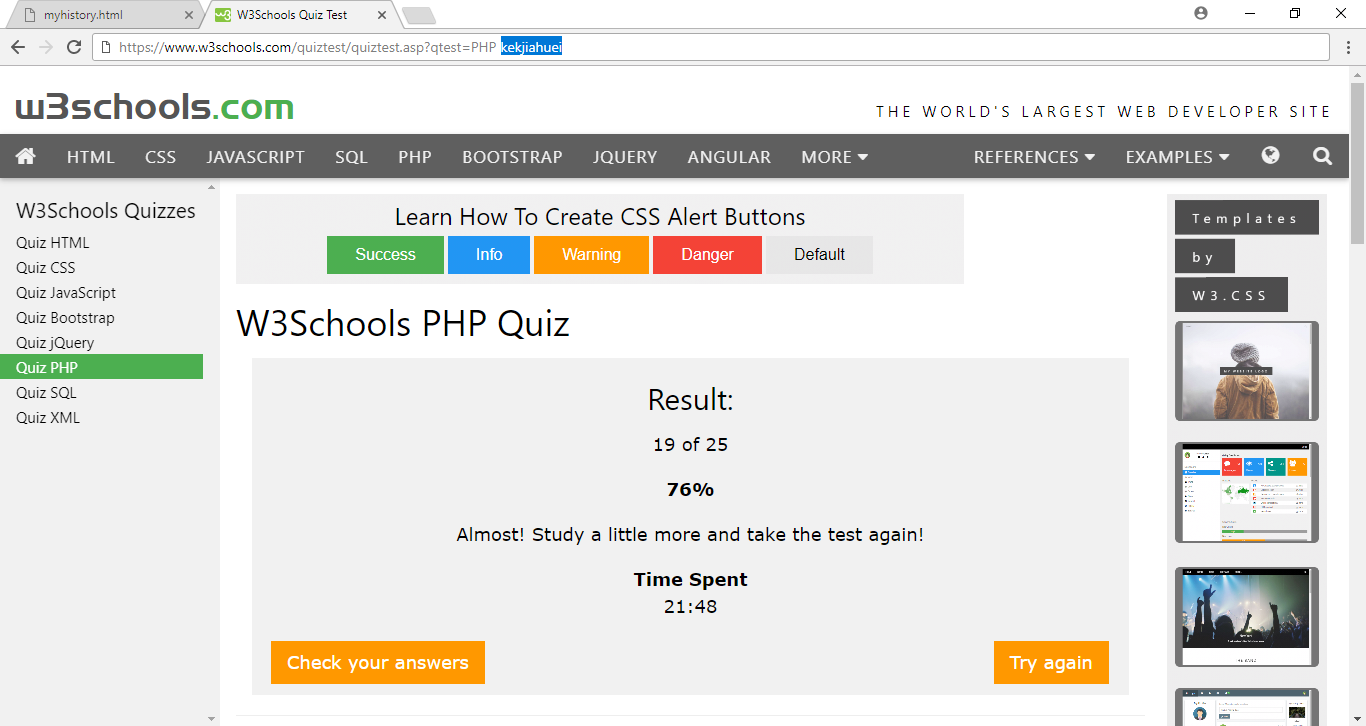 myhistory.html
W3Schools Quiz Test
https://www.w3schools.com/quiztest/quiztest.asp?qtest=PHP kekjiahuei
w3schools.com
THE WORLD'S LARGEST WEB DEVELOPER SITE
HTML CSS JAVASCRIPT SQL PHP BOOTSTRAP JQUERY ANGULAR MORE REFERENCES EXAMPLES
W3Schools Quizzes
Quiz HTML
Quiz CSS
Quiz JavaScript
Quiz Bootstrap
Quiz jQuery
Quiz PHP
Quiz SQL
Quiz XML
Learn How To Create CSS Alert Buttons
Success Info Warning Danger Default
W3Schools PHP Quiz
Result:
19 of 25
76%
Almost! Study a little more and take the test again!
Time Spent
21:48
Check your answers
Try again
Templates
by
W3.CSS